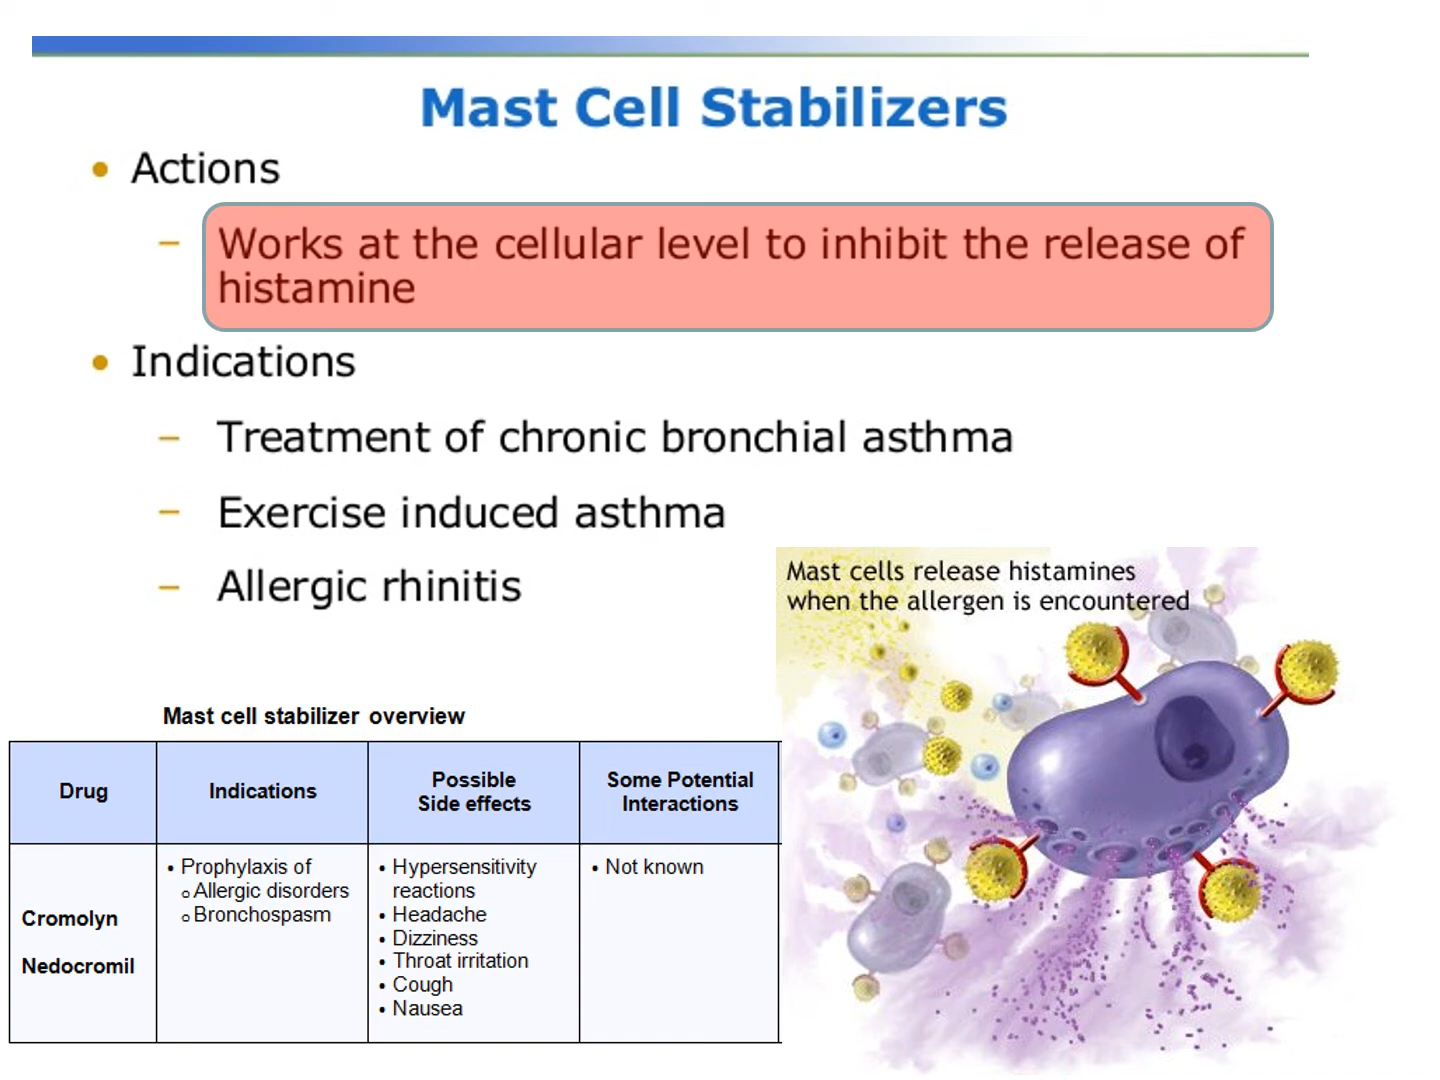 Mast Cell Stabilizers
• Actions
– Works at the cellular level to inhibit the release of
histamine
• Indications
– Treatment of chronic bronchial asthma
– Exercise induced asthma
– Allergic rhinitis
Mast cells release histamines
when the allergen is encountered
Mast cell stabilizer overview
Drug
Indications
Possible
Side effects
Some Potential
Interactions
Cromolyn
Nedocromil
• Prophylaxis of
o Allergic disorders
o Bronchospasm
• Hypersensitivity
reactions
• Headache
• Dizziness
• Throat irritation
• Cough
• Nausea
• Not known